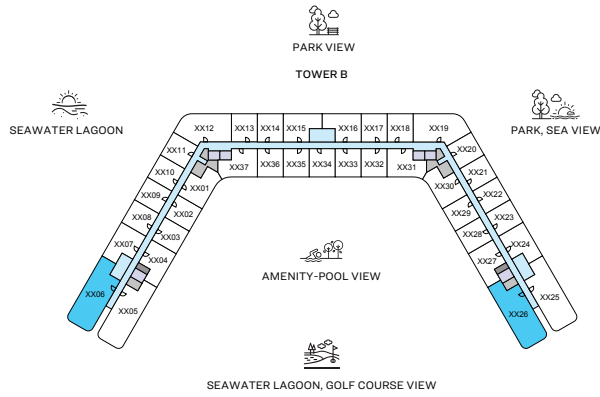 PARK VIEW
TOWER B
SEAWATER LAGOON
PARK, SEA VIEW
XX12
XX13
XX14
XX15
XX16
XX17
XX18
XX19
XX11
XX37
XX36
XX35
XX34
XX33
XX32
XX31
XX20
XX10
XX01
XX30
XX21
XX09
XX02
XX29
XX22
XX08
XX03
XX28
XX23
XX07
XX04
XX27
XX24
XX06
XX05
XX26
XX25
AMENITY-POOL VIEW
SEAWATER LAGOON, GOLF COURSE VIEW